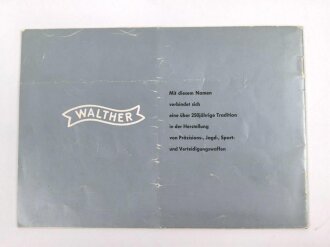 WALTHER
Mit diesem Namen
verbindet sich
eine über 250jährige Tradition
in der Herstellung
von Präzisions-, Jagd-, Sport-
und Verteidigungswaffen